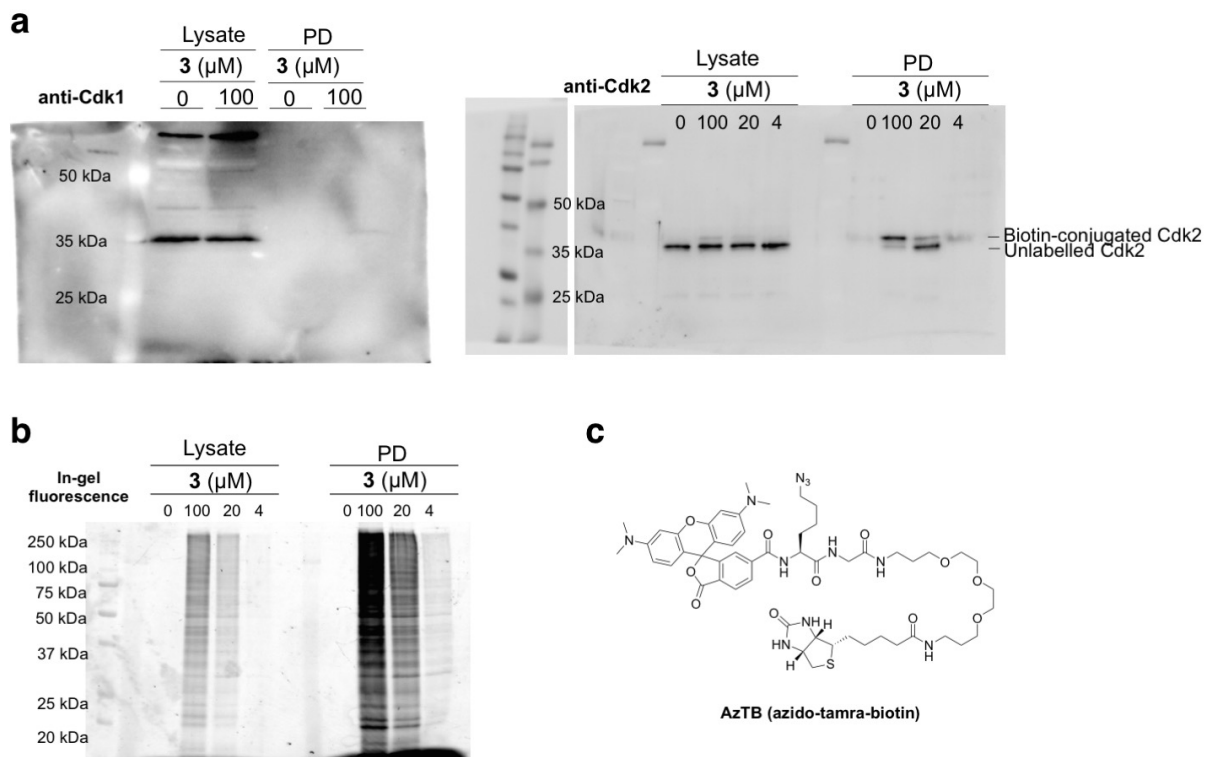 a
Lysate PD
3 (µM) 3 (µM)
anti-Cdk1 0 100 0 100
50 kDa
35 kDa
25 kDa
Lysate PD
anti-Cdk2 3 (µM) 3 (µM)
0 100 20 4 0 100 20 4
50 kDa
35 kDa
25 kDa
Biotin-conjugated Cdk2
Unlabelled Cdk2
b
Lysate PD
In-gel
fluorescence
3 (µM) 3 (µM)
0 100 20 4 0 100 20 4
250 kDa
100 kDa
75 kDa
50 kDa
37 kDa
25 kDa
20 kDa
c
N3
N
O
N
O
O
O
N
H
O
H
N
O
N
H
O
O
O
O
NH
HN
H
H
S
O
N
H
AzTB (azido-tamra-biotin)